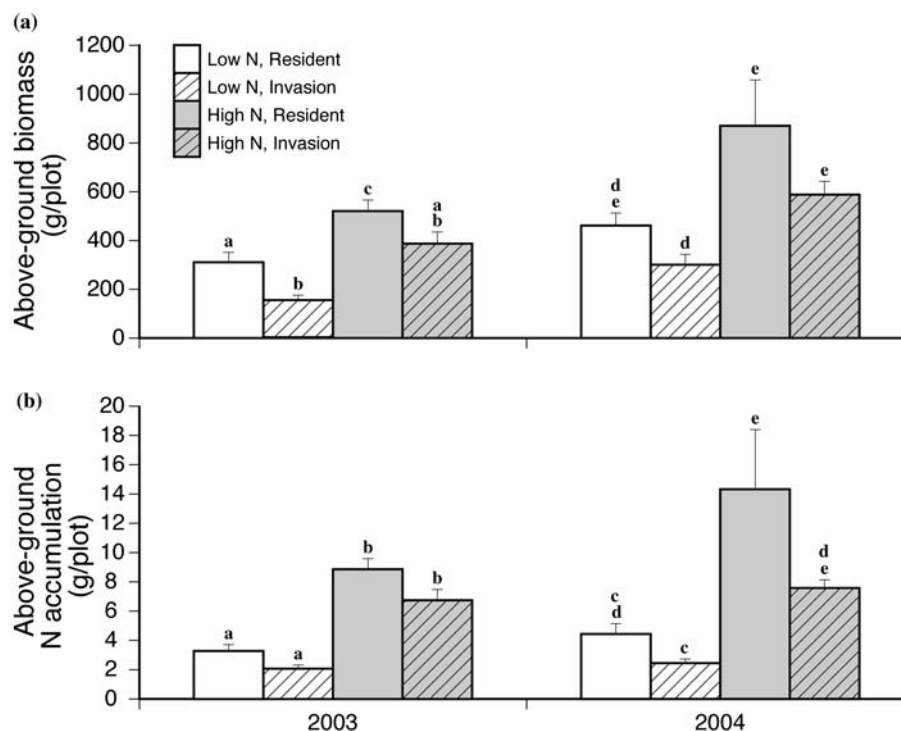 (a)
Above-ground biomass
(g/plot)
1200
1000
800
600
400
200
0
Low N, Resident
Low N, Invasion
High N, Resident
High N, Invasion
a
b
c
a
b
d
e
d
e
e
(b)
Above-ground
N accumulation
(g/plot)
20
18
16
14
12
10
8
6
4
2
0
a
a
b
b
c
d
c
e
d
e
2003
2004